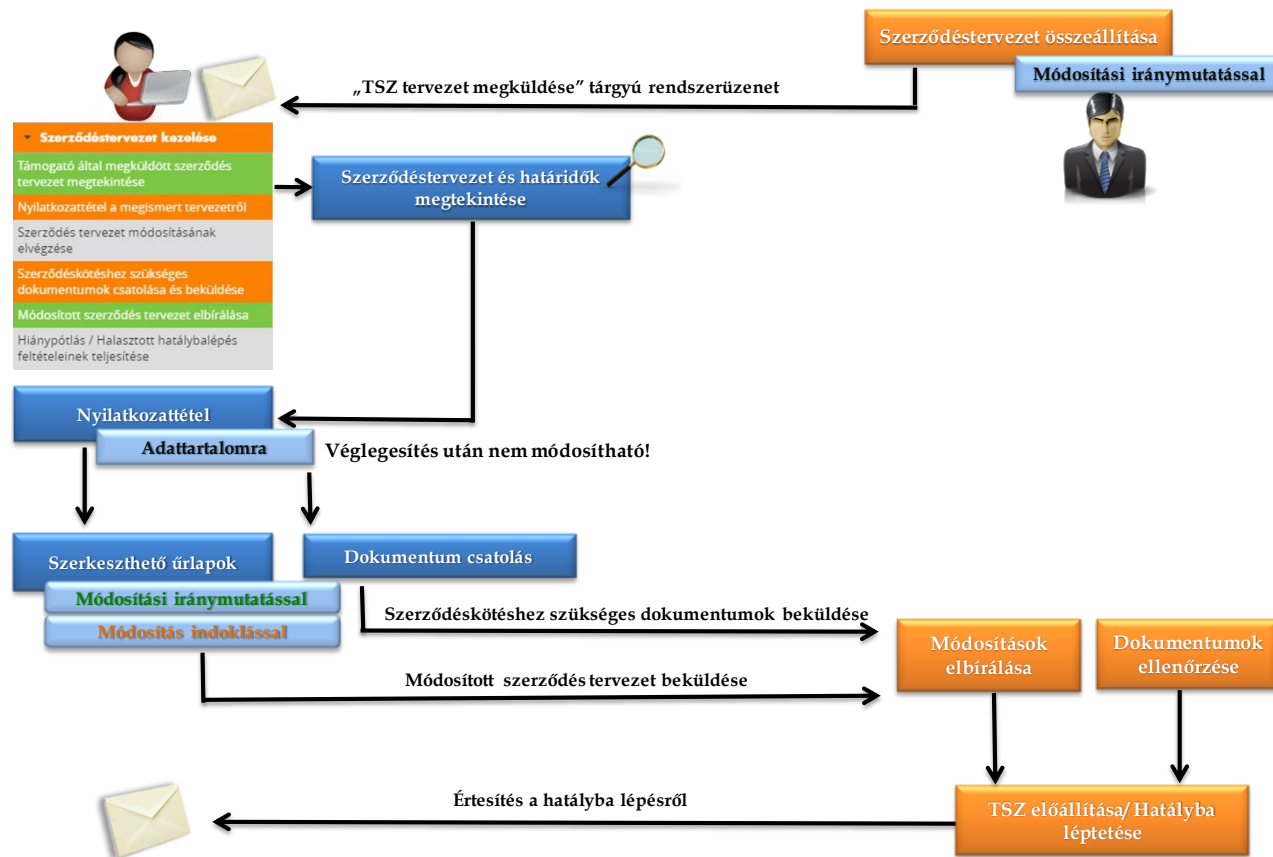 Szerződéstervezet összeállítása
Módosítási iránymutatással
„TSZ tervezet megküldése” tárgyú rendszerüzenet
Szerződéstervezet kezelése
Támogató által megküldött szerződés
tervezet megtekintése
Nyilatkozattétel a megismert tervezetről
Szerződés tervezet módosításának
elvégzése
Szerződéskötéshez szükséges
dokumentumok csatolása és beküldése
Módosított szerződés tervezet elbírálása
Hiánypótlás / Halasztott hatálybalépés
feltételeinek teljesítése
Szerződéstervezet és határidők
megtekintése
Nyilatkozattétel
Adattartalomra
Véglegesítés után nem módosítható!
Szerkeszthető űrlapok
Módosítási iránymutatással
Módosítás indoklással
Dokumentum csatolás
Szerződéskötéshez szükséges dokumentumok beküldése
Módosított szerződés tervezet beküldése
Módosítások
elbírálása
Dokumentumok
ellenőrzése
Értesítés a hatályba lépésről
TSZ előállítása/ Hatályba
léptetése